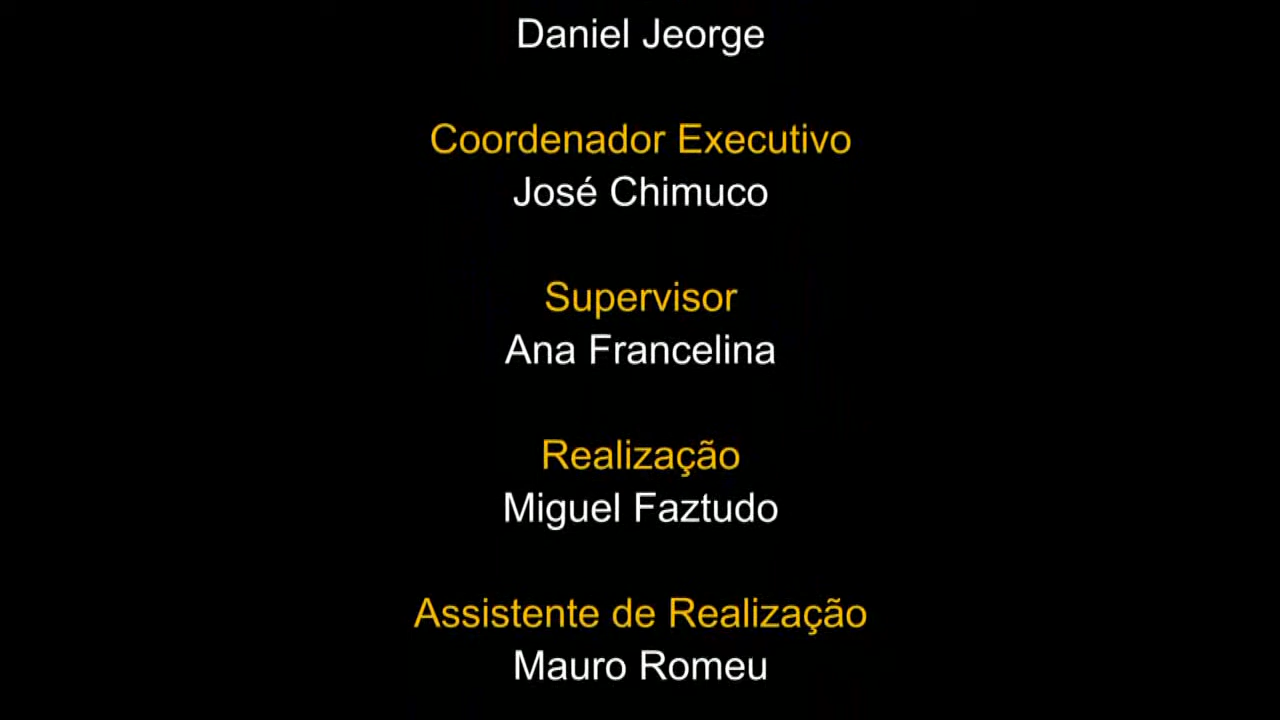 Daniel Jeorge
Coordenador Executivo
José Chimuco
Supervisor
Ana Francelina
Realização
Miguel Faztudo
Assistente de Realização
Mauro Romeu